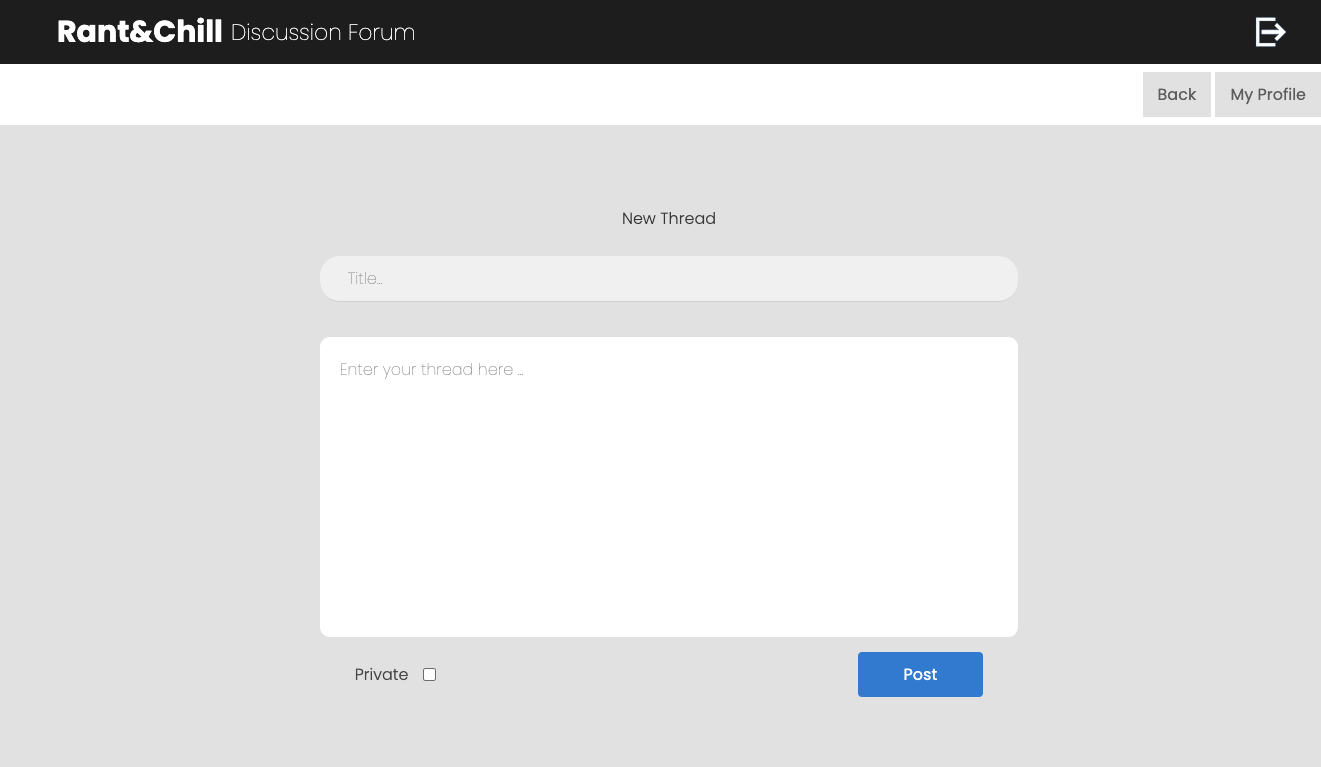 Rant&Chill Discussion Forum
Back My Profile
New Thread
Title...
Enter your thread here ...
Private Post